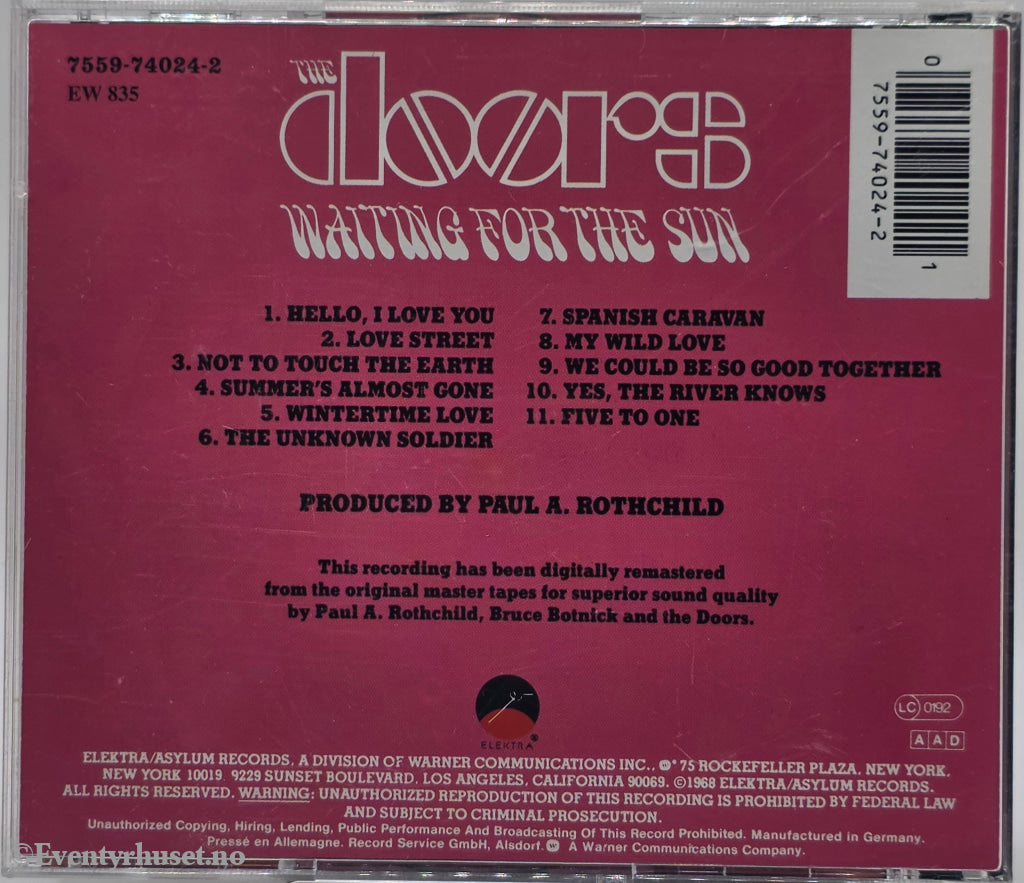 7559-74024-2
EW 835
THE
doors
WAITING FOR THE SUN
0
7559-74024-2
1
1. HELLO, I LOVE YOU
2. LOVE STREET
3. NOT TO TOUCH THE EARTH
4. SUMMER'S ALMOST GONE
5. WINTERTIME LOVE
6. THE UNKNOWN SOLDIER
7. SPANISH CARAVAN
8. MY WILD LOVE
9. WE COULD BE SO GOOD TOGETHER
10. YES, THE RIVER KNOWS
11. FIVE TO ONE
PRODUCED BY PAUL A. ROTHCHILD
This recording has been digitally remastered
from the original master tapes for superior sound quality
by Paul A. Rothchild, Bruce Botnick and the Doors.
ELEKTRA®
LC 0192
A A D
ELEKTRA/ASYLUM RECORDS, A DIVISION OF WARNER COMMUNICATIONS INC., 75 ROCKEFELLER PLAZA, NEW YORK,
NEW YORK 10019. 9229 SUNSET BOULEVARD, LOS ANGELES, CALIFORNIA 90069. ©1968 ELEKTRA/ASYLUM RECORDS.
ALL RIGHTS RESERVED. WARNING: UNAUTHORIZED REPRODUCTION OF THIS RECORDING IS PROHIBITED BY FEDERAL LAW
AND SUBJECT TO CRIMINAL PROSECUTION.
Unauthorized Copying, Hiring, Lending, Public Performance And Broadcasting Of This Record Prohibited. Manufactured in Germany.
Pressé en Allemagne. Record Service GmbH, Alsdorf. A Warner Communications Company.
©Eventyrhuset.no